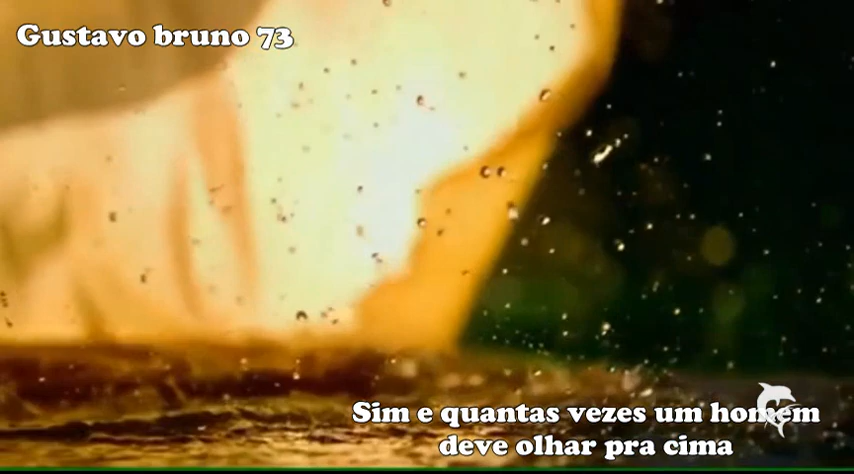 Gustavo bruno 73
Sim e quantas vezes um homem
deve olhar pra cima